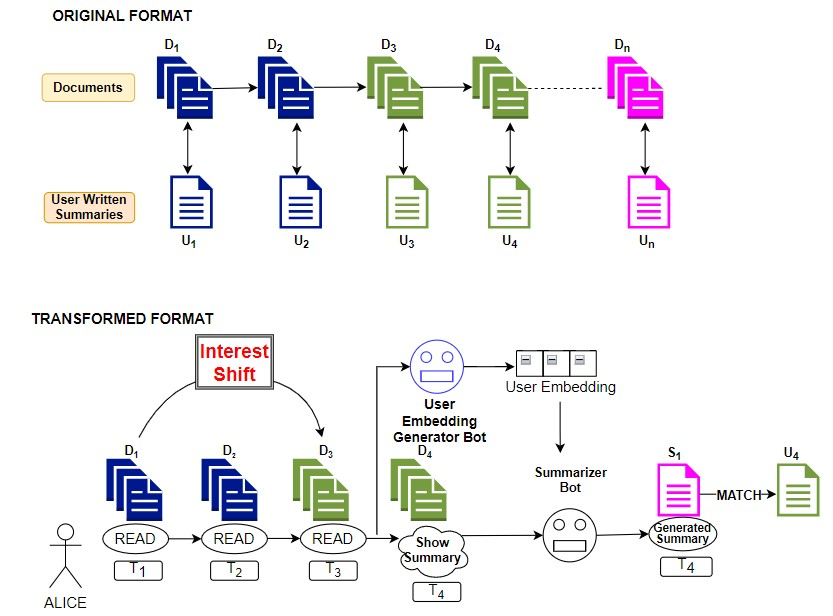 ORIGINAL FORMAT
D1 D2 D3 D4 Dn
Documents
User Written
Summaries
U1 U2 U3 U4 Un
TRANSFORMED FORMAT
Interest
Shift
User
Embedding
Generator Bot
User Embedding
D1 D2 D3 D4
Summarizer
Bot
S1 U4
MATCH
READ READ READ
Show
Summary
Generated
Summary
T1 T2 T3 T4 T4
ALICE